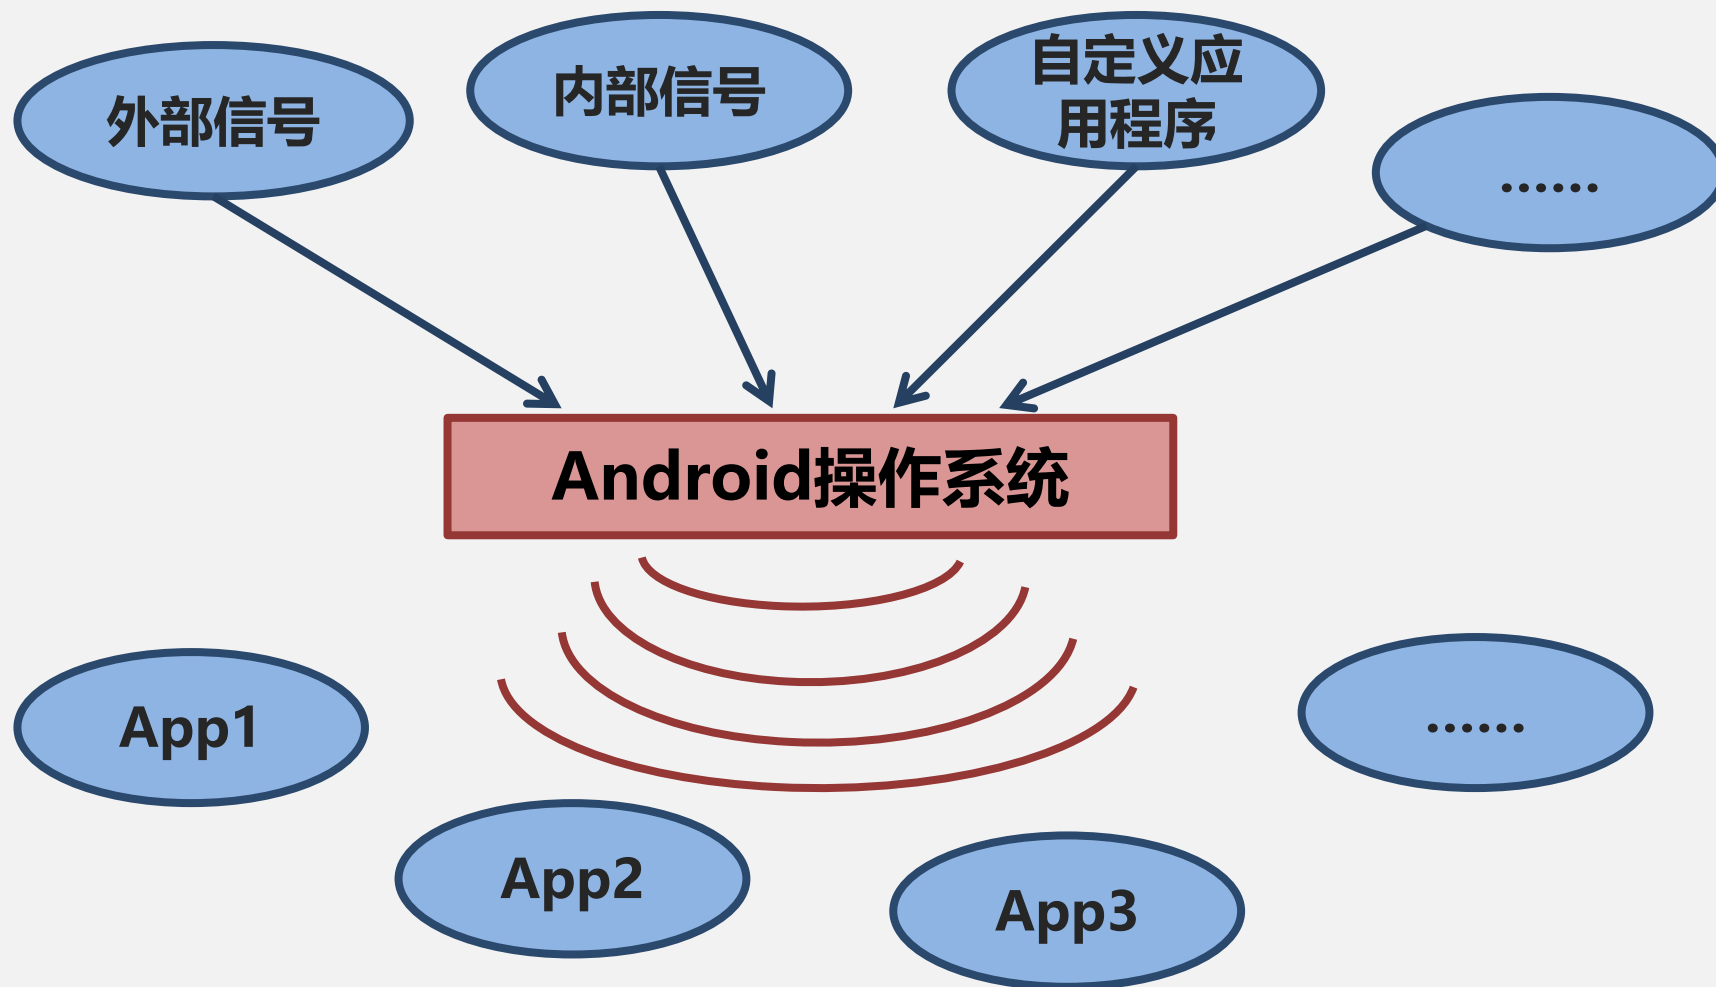 外部信号
内部信号
自定义应
用程序
......
Android操作系统
App1
App2
App3
......